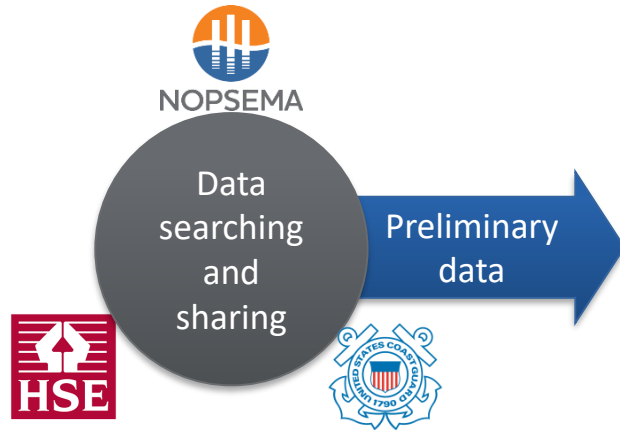 NOPSEMA
Data
searching
and
sharing
Preliminary
data
HSE
UNITED STATES COAST GUARD
1790